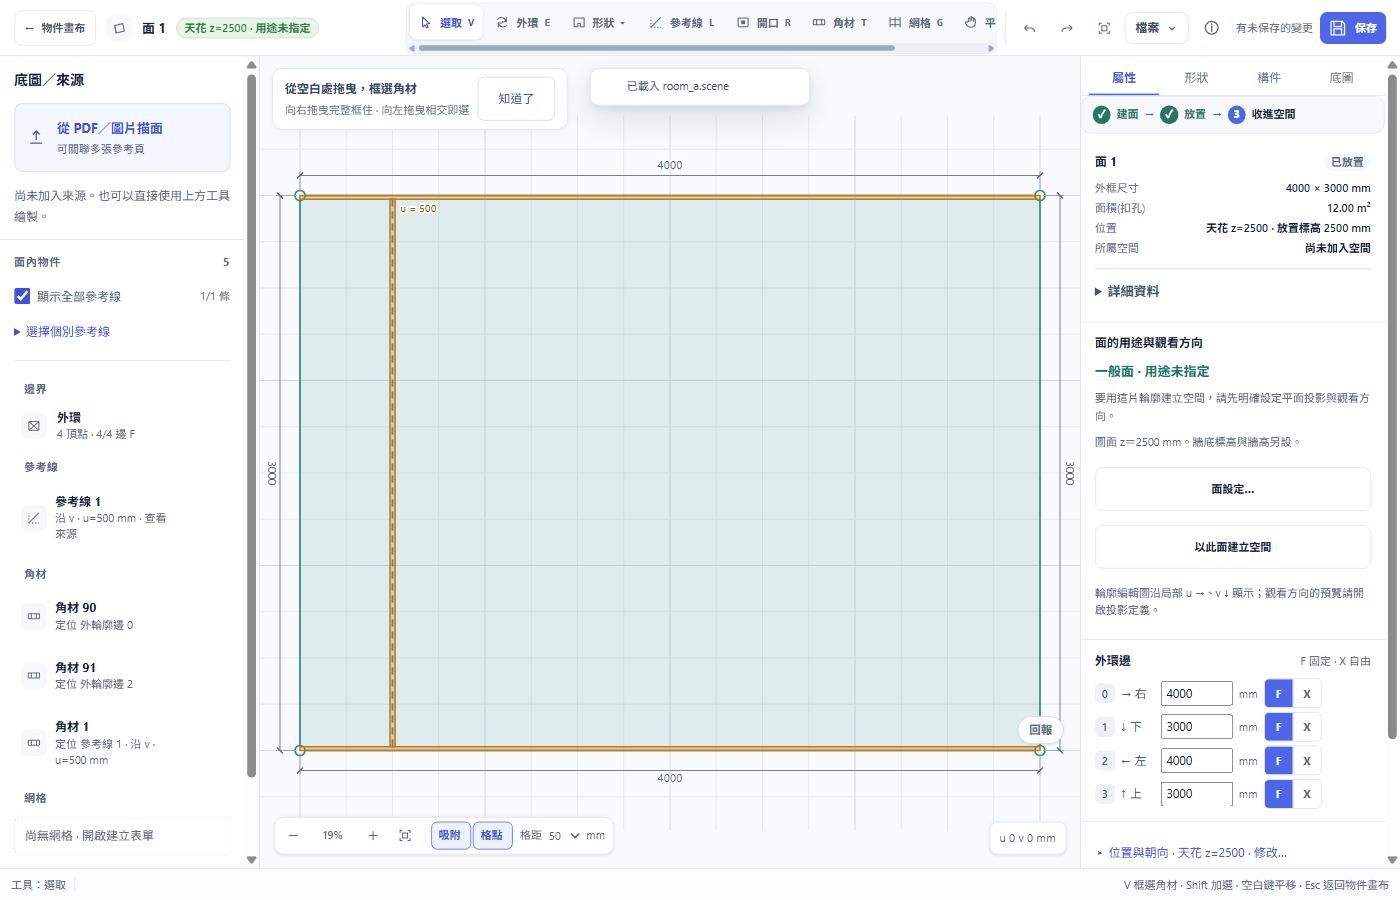 ← 物件畫布
面 1
天花 z=2500 · 用途未指定
選取 V
外環 E
形狀
參考線 L
開口 R
角材 T
網格 G
平
檔案
有未保存的變更
保存
底圖／來源
從 PDF／圖片描面
可關聯多張參考頁
尚未加入來源。也可以直接使用上方工具
繪製。
面內物件 5
顯示全部參考線 1/1 條
選擇個別參考線
邊界
外環
4 頂點 · 4/4 邊 F
參考線
參考線 1
沿 v · u=500 mm · 查看
來源
角材
角材 90
定位 外輪廓邊 0
角材 91
定位 外輪廓邊 2
角材 1
定位 參考線 1 · 沿 v ·
u=500 mm
網格
尚無網格 · 開啟建立表單
從空白處拖曳，框選角材
向右拖曳完整框住 · 向左拖曳相交即選
知道了
已載入 room_a.scene
4000
u = 500
3000
3000
4000
回報
− 19% +
吸附
格點
格距 50 mm
u 0 v 0 mm
屬性
形狀
構件
底圖
建面 → 放置 → 3 收進空間
面 1 已放置
外框尺寸 4000 × 3000 mm
面積(扣孔) 12.00 m²
位置 天花 z=2500 · 放置標高 2500 mm
所屬空間 尚未加入空間
詳細資料
面的用途與觀看方向
一般面 · 用途未指定
要用這片輪廓建立空間，請先明確設定平面投影與觀看方
向。
圖面 z＝2500 mm。牆底標高與牆高另設。
面設定...
以此面建立空間
輪廓編輯圖沿局部 u →、v ↓ 顯示；觀看方向的預覽請開
啟投影定義。
外環邊 F 固定 · X 自由
0 → 右 4000 mm F X
1 ↓ 下 3000 mm F X
2 ← 左 4000 mm F X
3 ↑ 上 3000 mm F X
位置與朝向 · 天花 z=2500 · 修改...
工具：選取
V 框選角材 · Shift 加選 · 空白鍵平移 · Esc 返回物件畫布